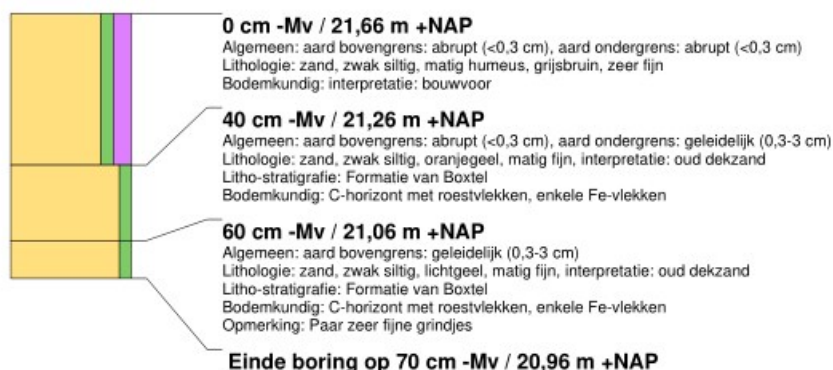 0 cm -Mv / 21,66 m +NAP
Algemeen: aard bovengrens: abrupt (<0,3 cm), aard ondergrens: abrupt (<0,3 cm)
Lithologie: zand, zwak siltig, matig humeus, grijsbruin, zeer fijn
Bodemkundig: interpretatie: bouwvoor
40 cm -Mv / 21,26 m +NAP
Algemeen: aard bovengrens: abrupt (<0,3 cm), aard ondergrens: geleidelijk (0,3-3 cm)
Lithologie: zand, zwak siltig, oranjegeel, matig fijn, interpretatie: oud dekzand
Litho-stratigrafie: Formatie van Boxtel
Bodemkundig: C-horizont met roestvlekken, enkele Fe-vlekken
60 cm -Mv / 21,06 m +NAP
Algemeen: aard bovengrens: geleidelijk (0,3-3 cm)
Lithologie: zand, zwak siltig, lichtgeel, matig fijn, interpretatie: oud dekzand
Litho-stratigrafie: Formatie van Boxtel
Bodemkundig: C-horizont met roestvlekken, enkele Fe-vlekken
Opmerking: Paar zeer fijne grindjes
Einde boring op 70 cm -Mv / 20,96 m +NAP